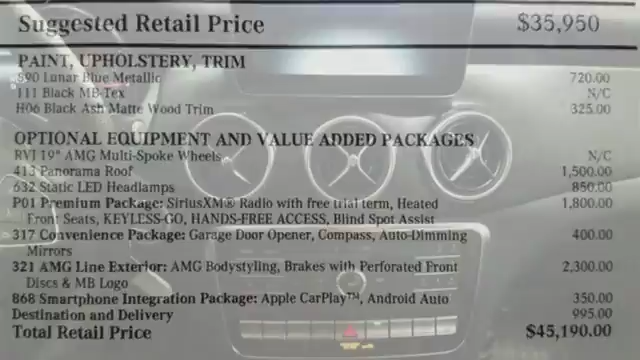 Suggested Retail Price $35,950
PAINT, UPHOLSTERY, TRIM
890 Lunar Blue Metallic 720.00
111 Black MB-Tex N/C
H06 Black Ash Matte Wood Trim 325.00
OPTIONAL EQUIPMENT AND VALUE ADDED PACKAGES
RVJ 19" AMG Multi-Spoke Wheels N/C
413 Panorama Roof 1,500.00
632 Static LED Headlamps 850.00
P01 Premium Package: SiriusXM® Radio with free trial term, Heated 1,800.00
Front Seats, KEYLESS-GO, HANDS-FREE ACCESS, Blind Spot Assist
317 Convenience Package: Garage Door Opener, Compass, Auto-Dimming 400.00
Mirrors
321 AMG Line Exterior: AMG Bodystyling, Brakes with Perforated Front 2,300.00
Discs & MB Logo
868 Smartphone Integration Package: Apple CarPlay™, Android Auto 350.00
Destination and Delivery 995.00
Total Retail Price $45,190.00